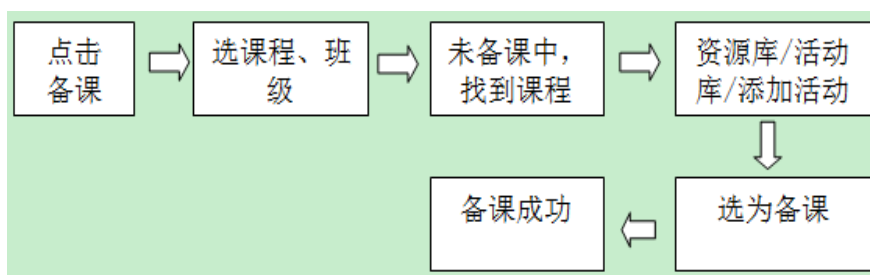 点击
备课
选课程、班
级
未备课中,
找到课程
资源库/活动
库/添加活动
选为备课
备课成功